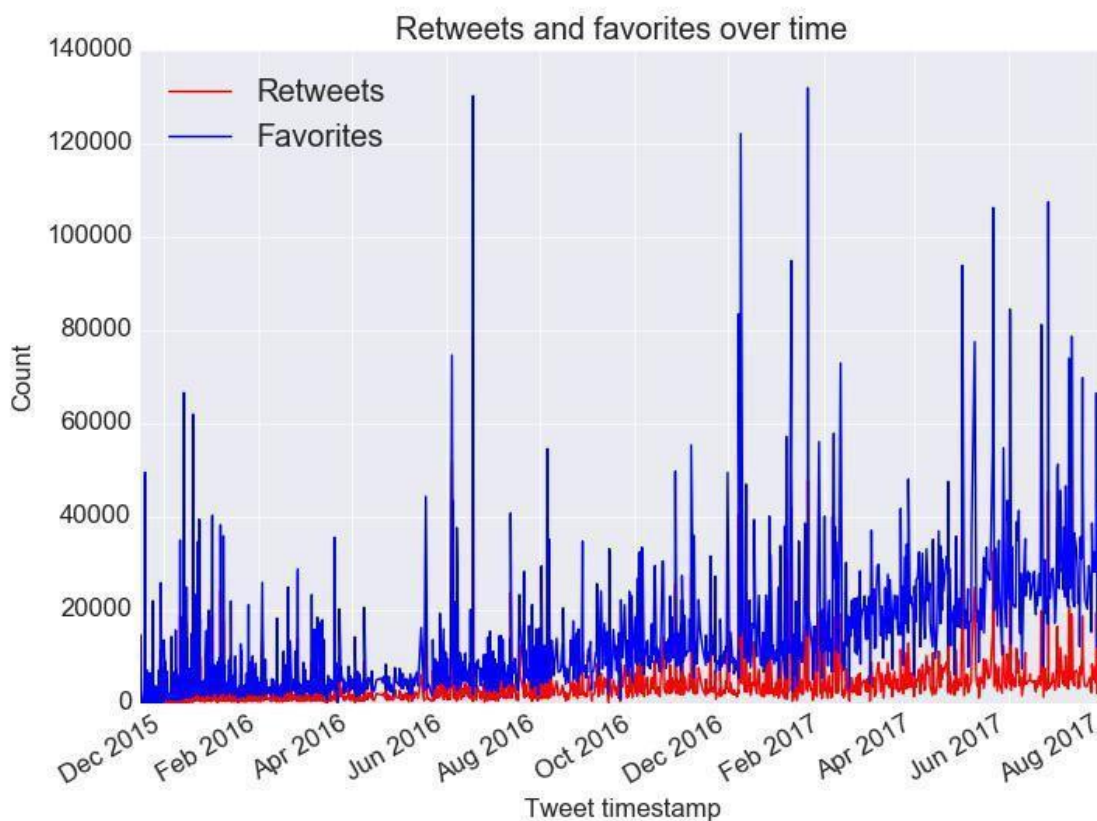 Retweets and favorites over time
140000
120000
100000
80000
60000
40000
20000
0
Count
Retweets
Favorites
Dec 2015
Feb 2016
Apr 2016
Jun 2016
Aug 2016
Oct 2016
Dec 2016
Feb 2017
Apr 2017
Jun 2017
Aug 2017
Tweet timestamp